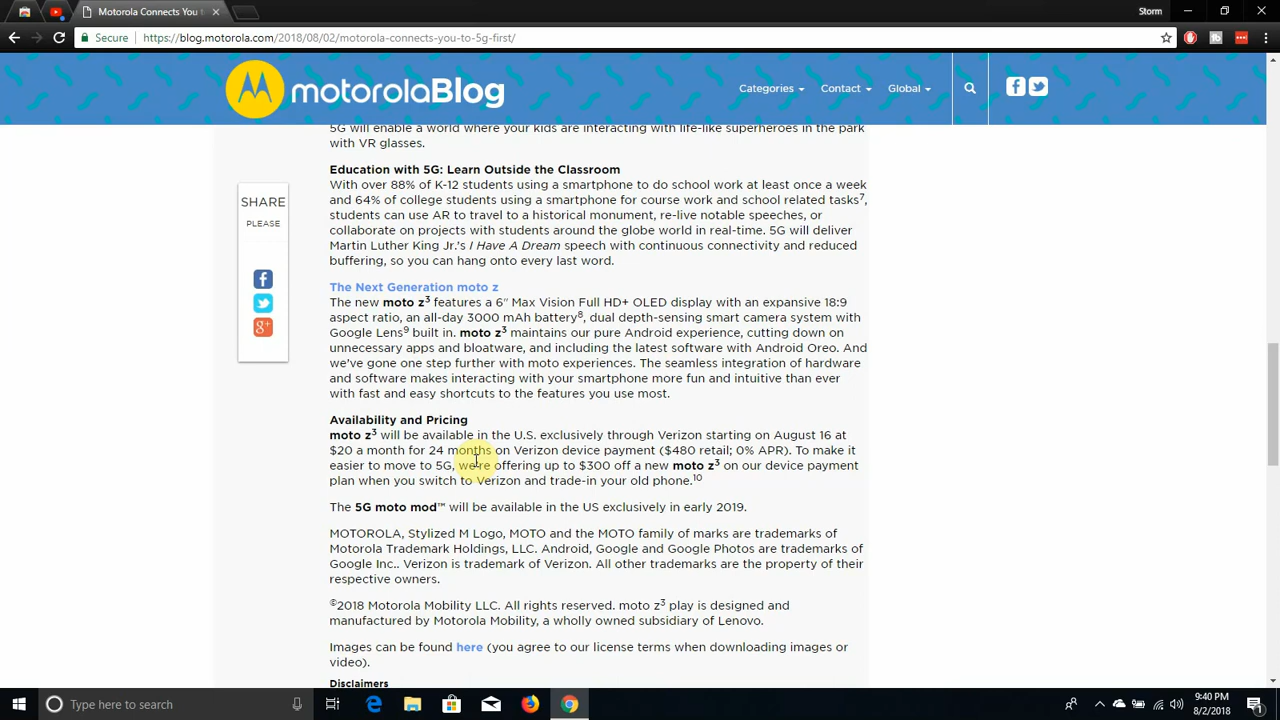 Motorola Connects You t
Storm
Secure
https://blog.motorola.com/2018/08/02/motorola-connects-you-to-5g-first/
motorolaBlog
Categories
Contact
Global
5G will enable a world where your kids are interacting with life-like superheroes in the park
with VR glasses.
SHARE
PLEASE
Education with 5G: Learn Outside the Classroom
With over 88% of K-12 students using a smartphone to do school work at least once a week
and 64% of college students using a smartphone for course work and school related tasks7,
students can use AR to travel to a historical monument, re-live notable speeches, or
collaborate on projects with students around the globe world in real-time. 5G will deliver
Martin Luther King Jr.'s I Have A Dream speech with continuous connectivity and reduced
buffering, so you can hang onto every last word.
The Next Generation moto z
The new moto z3 features a 6" Max Vision Full HD+ OLED display with an expansive 18:9
aspect ratio, an all-day 3000 mAh battery8, dual depth-sensing smart camera system with
Google Lens9 built in. moto z3 maintains our pure Android experience, cutting down on
unnecessary apps and bloatware, and including the latest software with Android Oreo. And
we've gone one step further with moto experiences. The seamless integration of hardware
and software makes interacting with your smartphone more fun and intuitive than ever
with fast and easy shortcuts to the features you use most.
Availability and Pricing
moto z3 will be available in the U.S. exclusively through Verizon starting on August 16 at
$20 a month for 24 months on Verizon device payment ($480 retail; 0% APR). To make it
easier to move to 5G, we're offering up to $300 off a new moto z3 on our device payment
plan when you switch to Verizon and trade-in your old phone.10
The 5G moto mod™ will be available in the US exclusively in early 2019.
MOTOROLA, Stylized M Logo, MOTO and the MOTO family of marks are trademarks of
Motorola Trademark Holdings, LLC. Android, Google and Google Photos are trademarks of
Google Inc.. Verizon is trademark of Verizon. All other trademarks are the property of their
respective owners.
©2018 Motorola Mobility LLC. All rights reserved. moto z3 play is designed and
manufactured by Motorola Mobility, a wholly owned subsidiary of Lenovo.
Images can be found here (you agree to our license terms when downloading images or
video).
Disclaimers
Type here to search
9:40 PM
8/2/2018